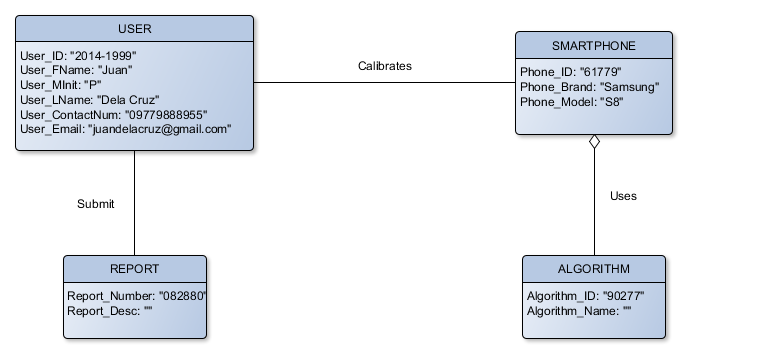 USER
User_ID: "2014-1999"
User_FName: "Juan"
User_MInit: "P"
User_LName: "Dela Cruz"
User_ContactNum: "09779888955"
User_Email: "juandelacruz@gmail.com"
Calibrates
SMARTPHONE
Phone_ID: "61779"
Phone_Brand: "Samsung"
Phone_Model: "S8"
Submit
Uses
REPORT
Report_Number: "082880"
Report_Desc: ""
ALGORITHM
Algorithm_ID: "90277"
Algorithm_Name: ""